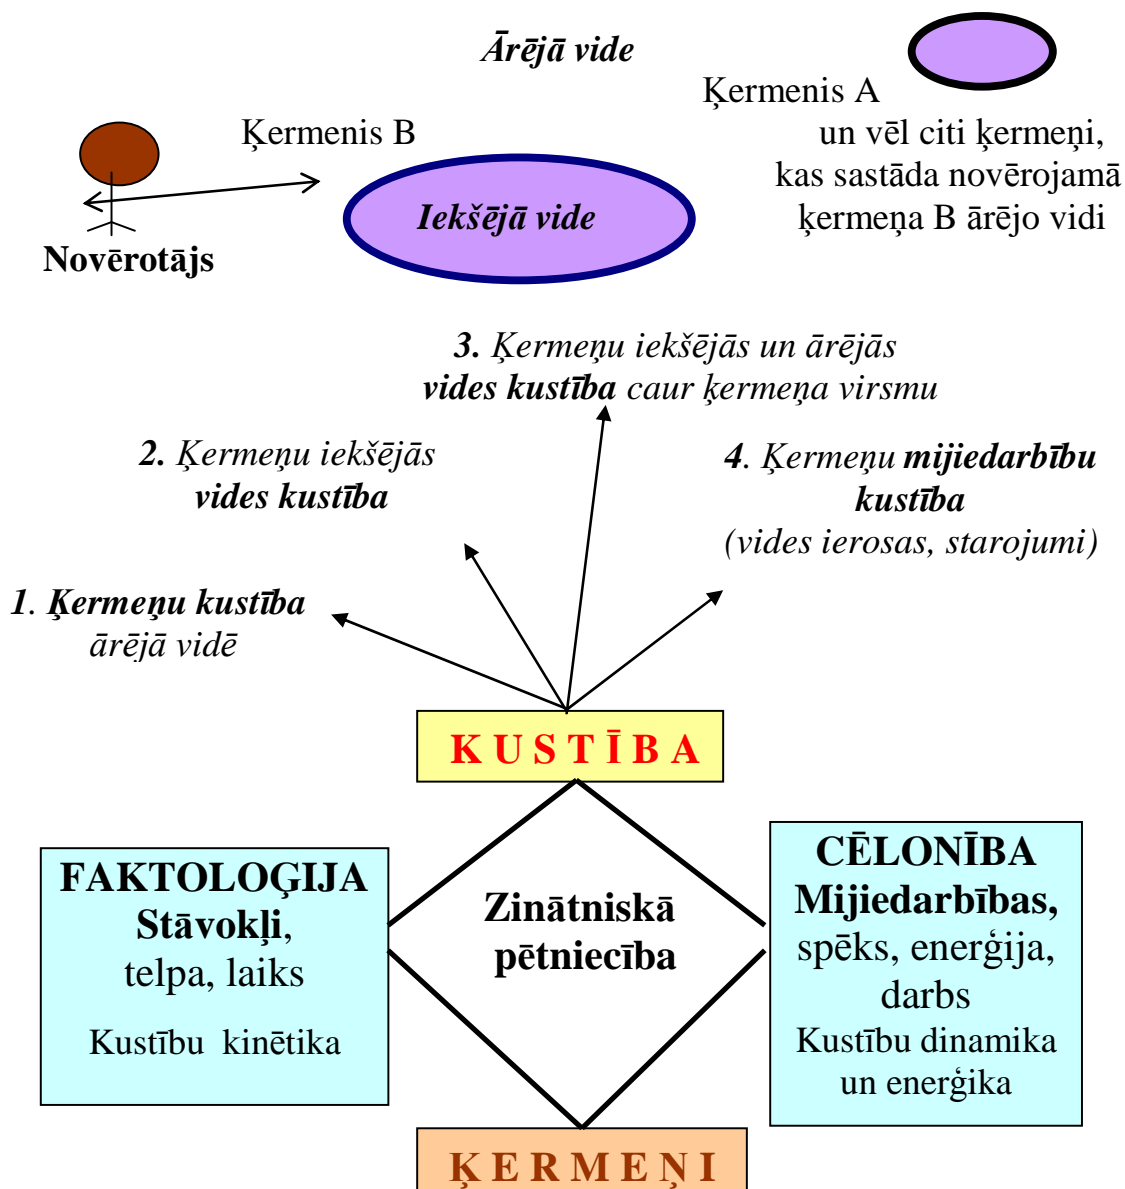 Ārējā vide
Ķermenis A
un vēl citi ķermeņi,
kas sastāda novērojamā
ķermeņa B ārējo vidi
Ķermenis B
Iekšējā vide
Novērotājs
3. Ķermeņu iekšējās un ārējās
vides kustība caur ķermeņa virsmu
2. Ķermeņu iekšējās
vides kustība
4. Ķermeņu mijiedarbību
kustība
(vides ierosas, starojumi)
1. Ķermeņu kustība
ārējā vidē
K U S T Ī B A
FAKTOLOĢIJA
Stāvokļi,
telpa, laiks
Kustību kinētika
Zinātniskā
pētniecība
CĒLONĪBA
Mijiedarbības,
spēks, enerģija,
darbs
Kustību dinamika
un enerģika
Ķ E R M E Ņ I